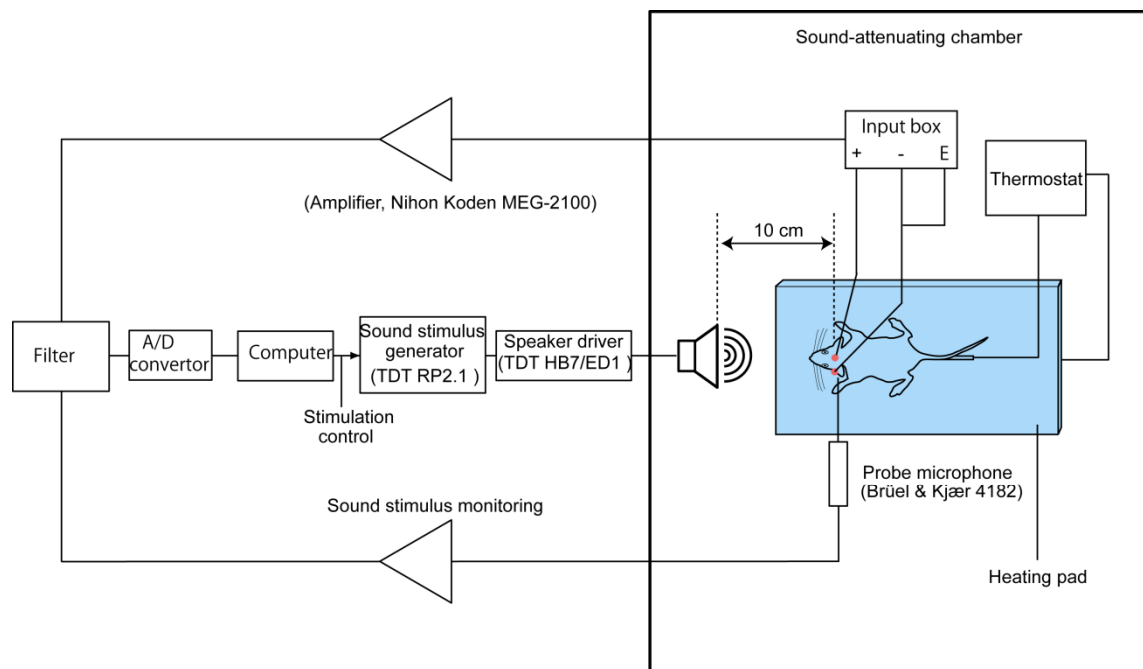 Sound-attenuating chamber
Input box
+ - E
Thermostat
(Amplifier, Nihon Koden MEG-2100)
10 cm
Filter
A/D
convertor
Computer
Sound stimulus
generator
(TDT RP2.1 )
Speaker driver
(TDT HB7/ED1)
Stimulation
control
Probe microphone
(Brüel & Kjær 4182)
Sound stimulus monitoring
Heating pad